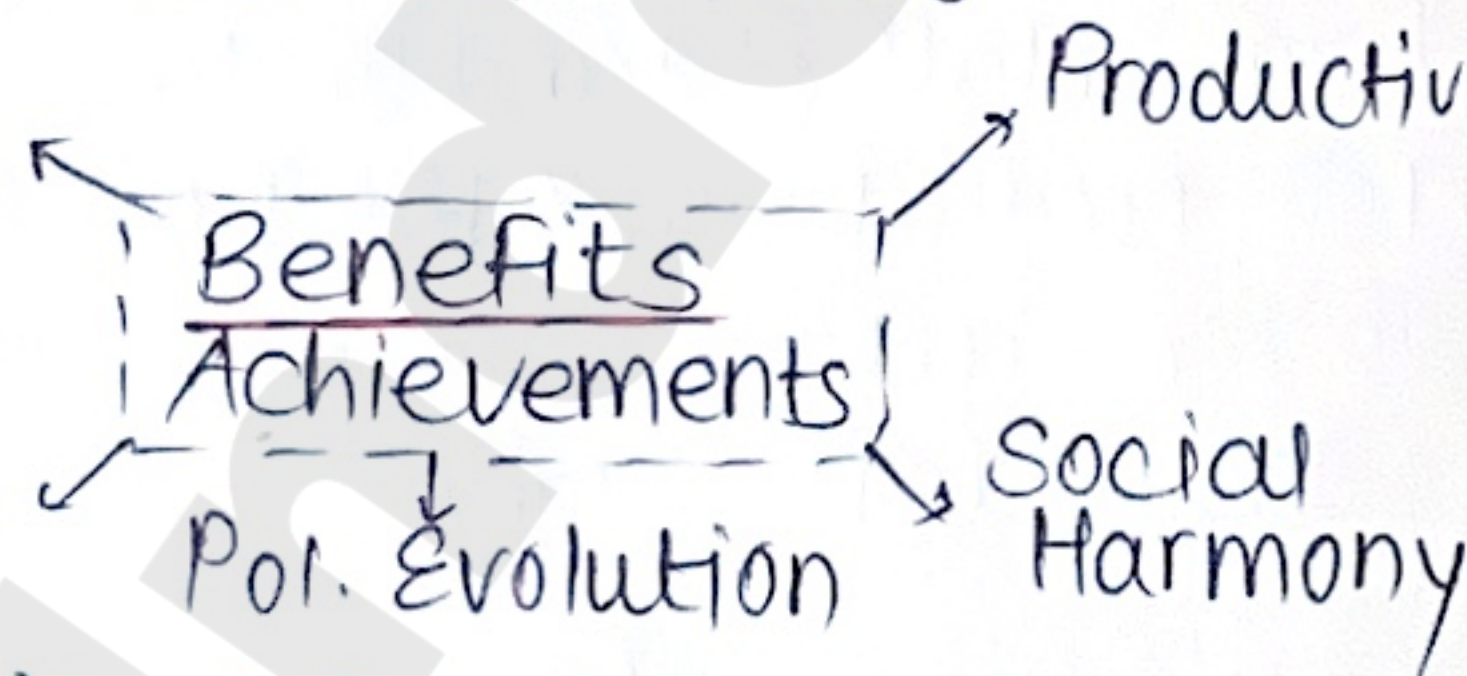 Productiv
Benefits
Achievements
Social
Harmony
Pol. Evolution